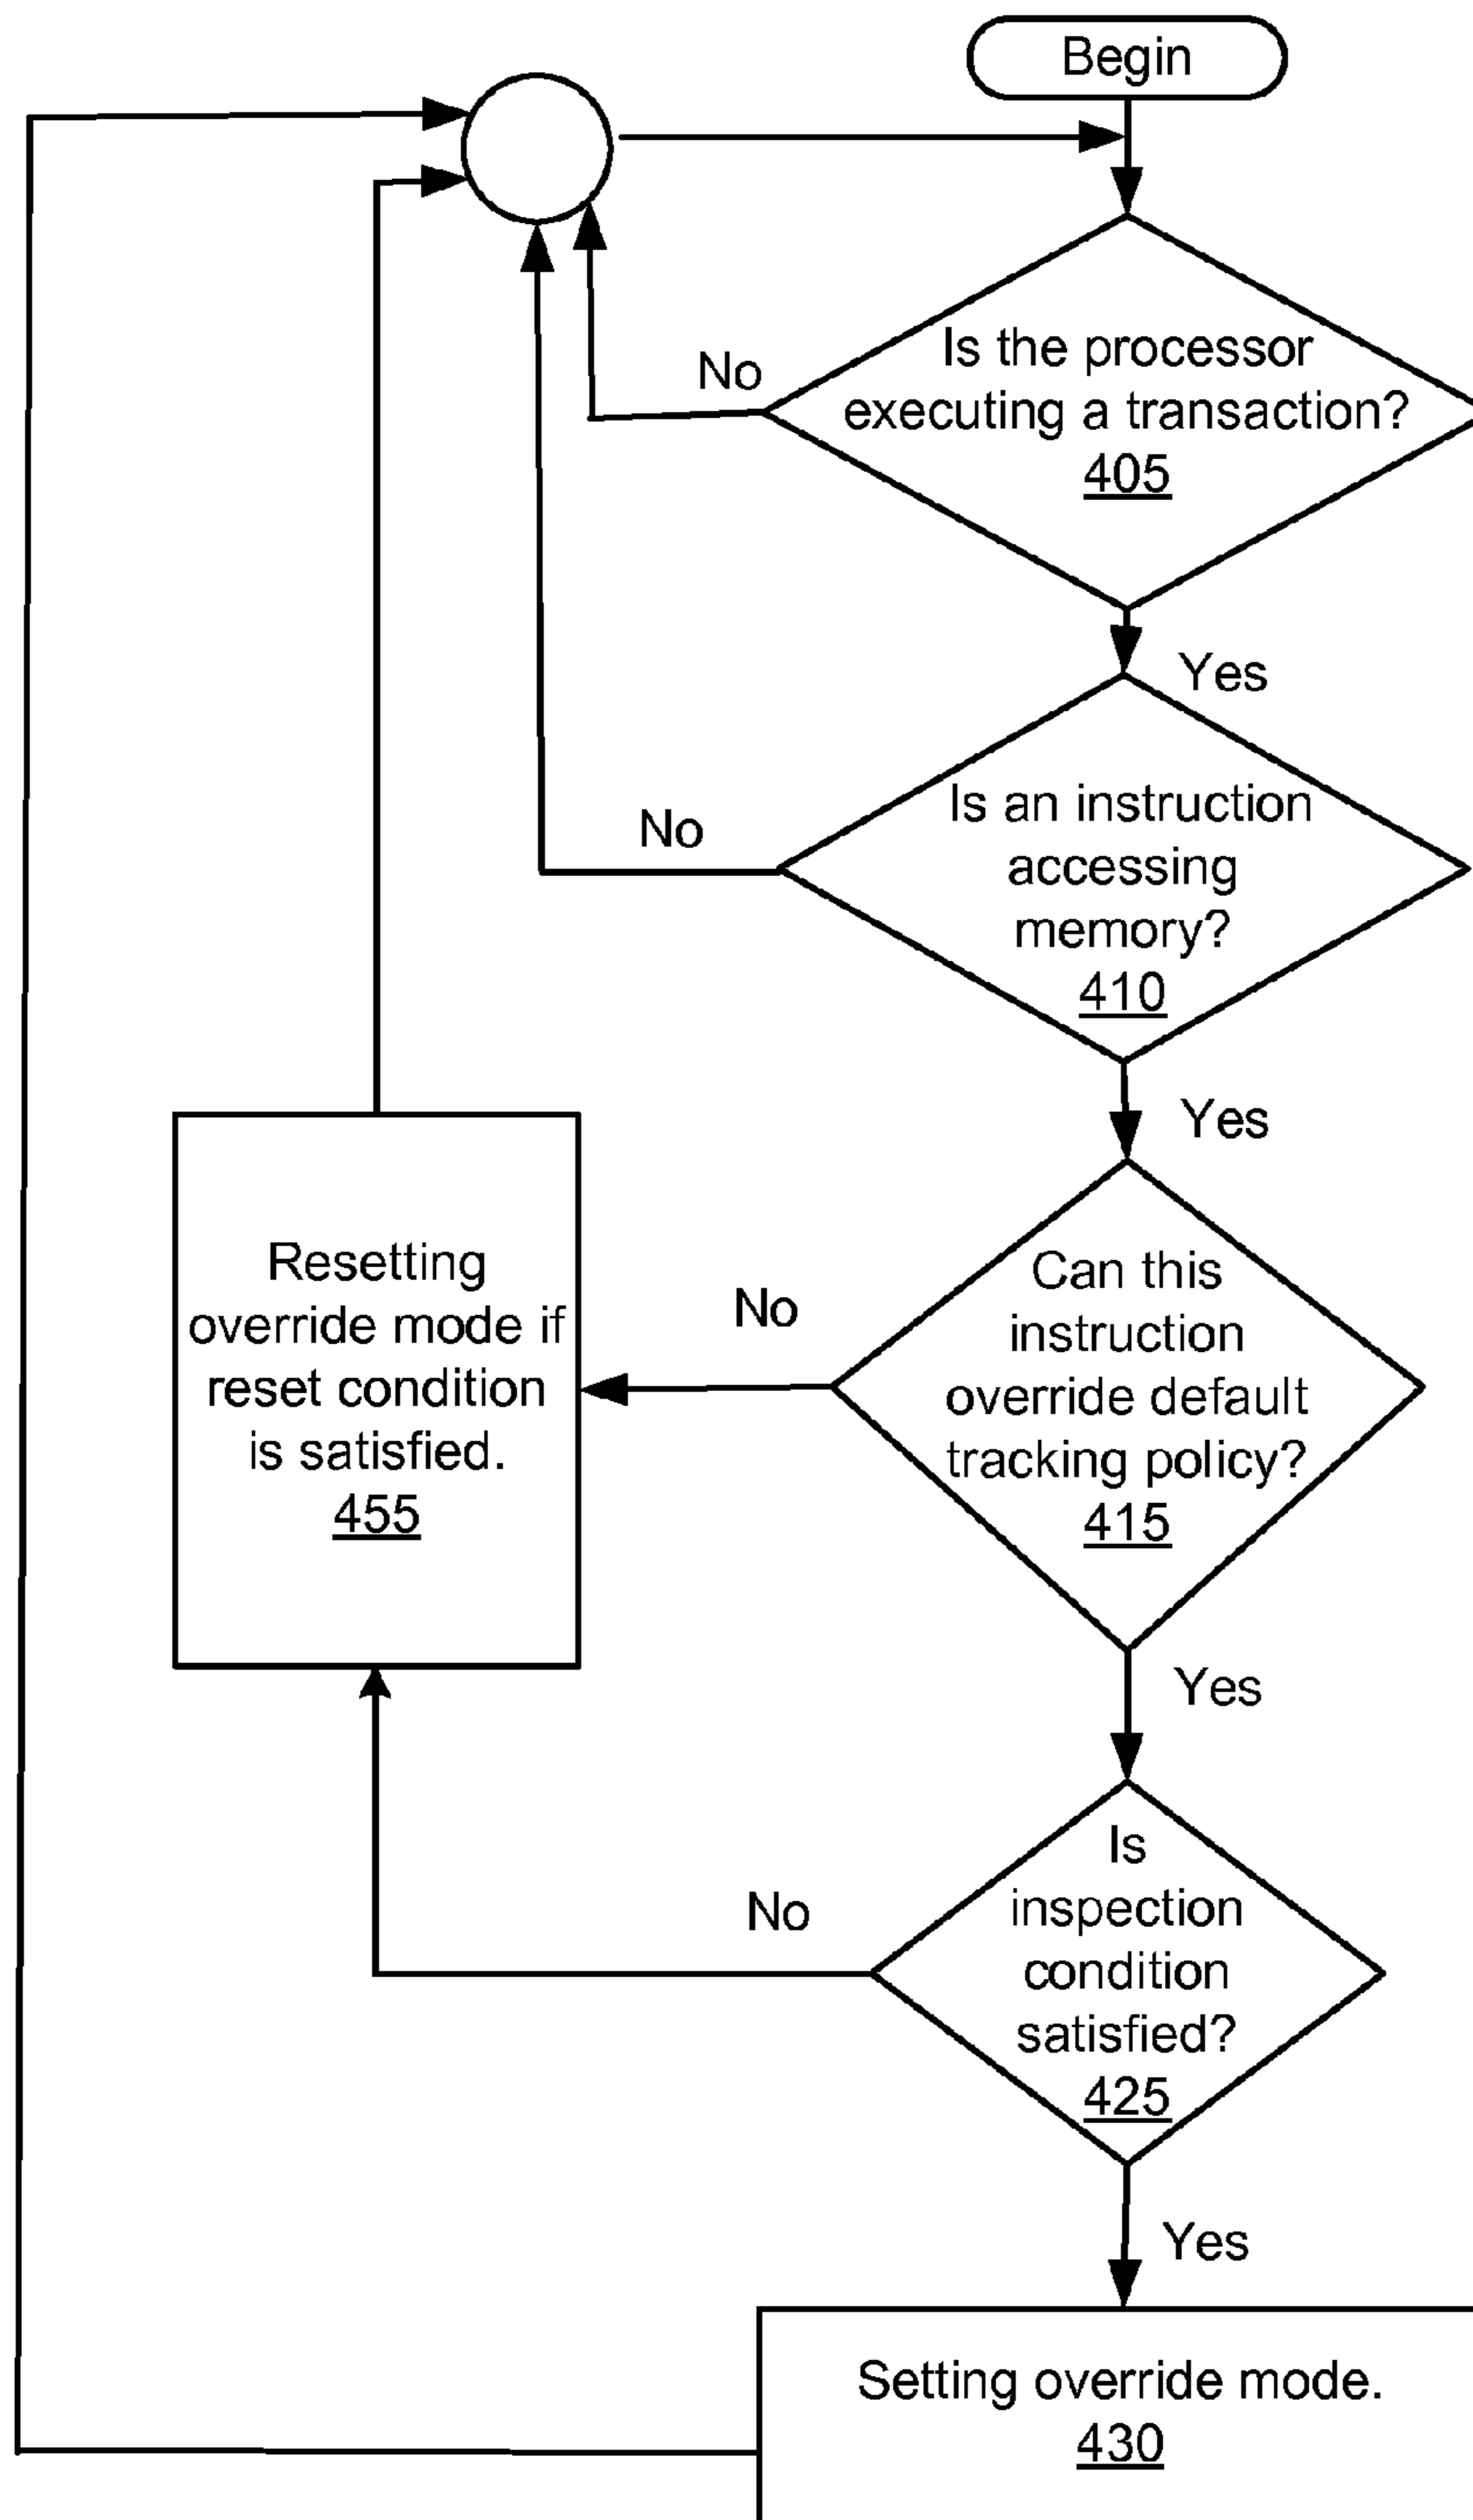 Begin
Is the processor
executing a transaction?
405
No
Yes
Is an instruction
accessing
memory?
410
No
Yes
Can this
instruction
override default
tracking policy?
415
No
Resetting
override mode if
reset condition
is satisfied.
455
Yes
Is
inspection
condition
satisfied?
425
No
Yes
Setting override mode.
430